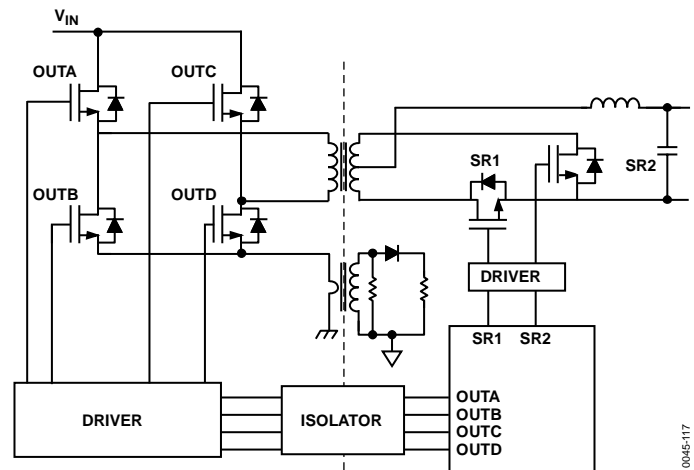 VIN
OUTA
OUTC
OUTB
OUTD
SR1
SR2
DRIVER
SR1 SR2
DRIVER
ISOLATOR
OUTA
OUTB
OUTC
OUTD
0045-117